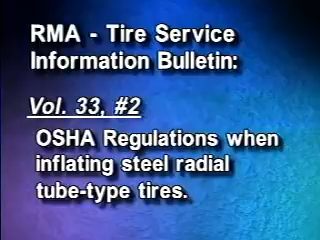 RMA - Tire Service
Information Bulletin:
Vol. 33, #2
OSHA Regulations when
inflating steel radial
tube-type tires.